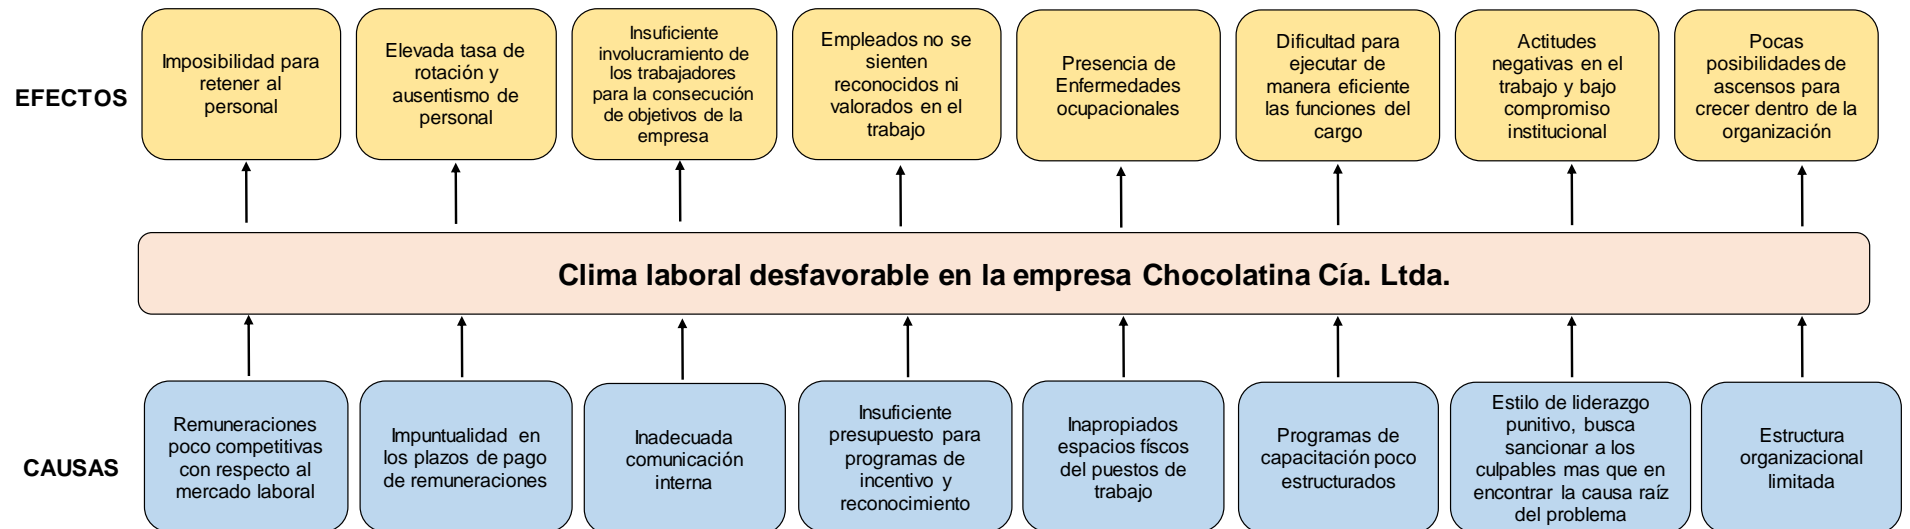 EFECTOS
Imposibilidad para
retener al
personal
Elevada tasa de
rotación y
ausentismo de
personal
Insuficiente
involucramiento de
los trabajadores
para la consecución
de objetivos de la
empresa
Empleados no se
sienten
reconocidos ni
valorados en el
trabajo
Presencia de
Enfermedades
ocupacionales
Dificultad para
ejecutar de
manera eficiente
las funciones del
cargo
Actitudes
negativas en el
trabajo y bajo
compromiso
institucional
Pocas
posibilidades de
ascensos para
crecer dentro de la
organización
Clima laboral desfavorable en la empresa Chocolatina Cía. Ltda.
CAUSAS
Remuneraciones
poco competitivas
con respecto al
mercado laboral
Impuntualidad en
los plazos de pago
de remuneraciones
Inadecuada
comunicación
interna
Insuficiente
presupuesto para
programas de
incentivo y
reconocimiento
Inapropiados
espacios físcos
del puestos de
trabajo
Programas de
capacitación poco
estructurados
Estilo de liderazgo
punitivo, busca
sancionar a los
culpables mas que en
encontrar la causa raíz
del problema
Estructura
organizacional
limitada